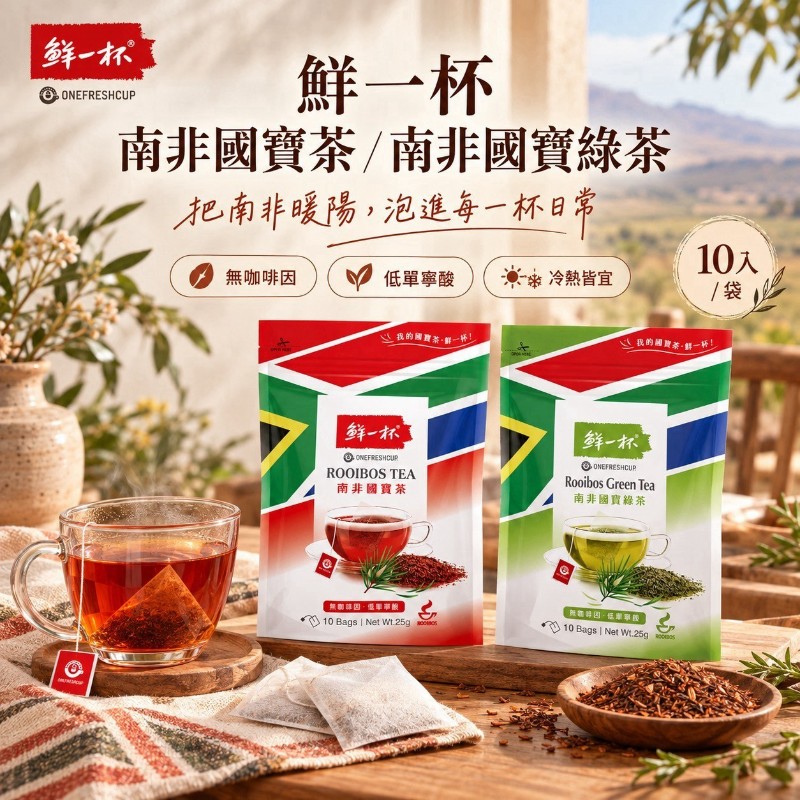 鮮一杯®
ONEFRESHCUP
鮮一杯
南非國寶茶/南非國寶綠茶
把南非暖陽，泡進每一杯日常
無咖啡因
低單寧酸
冷熱皆宜
10入
/袋
我的國寶茶·鮮一杯！
鮮一杯
ONEFRESHCUP
ROOIBOS TEA
南非國寶茶
無咖啡因·低單寧酸
10 Bags | Net Wt.25g
ROOIBOS
我的國寶茶·鮮一杯！
鮮一杯
ONEFRESHCUP
Rooibos Green Tea
南非國寶綠茶
無咖啡因·低單寧酸
10 Bags | Net Wt.25g
ROOIBOS
ONEFRESHCUP